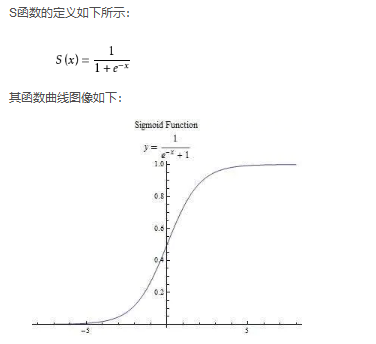 S函数的定义如下所示：
S(x) = 1 / (1 + e^-x)
其函数曲线图像如下：
Sigmoid Function
y = 1 / (e^-x + 1)
1.0
0.8
0.6
0.4
0.2
-5
5